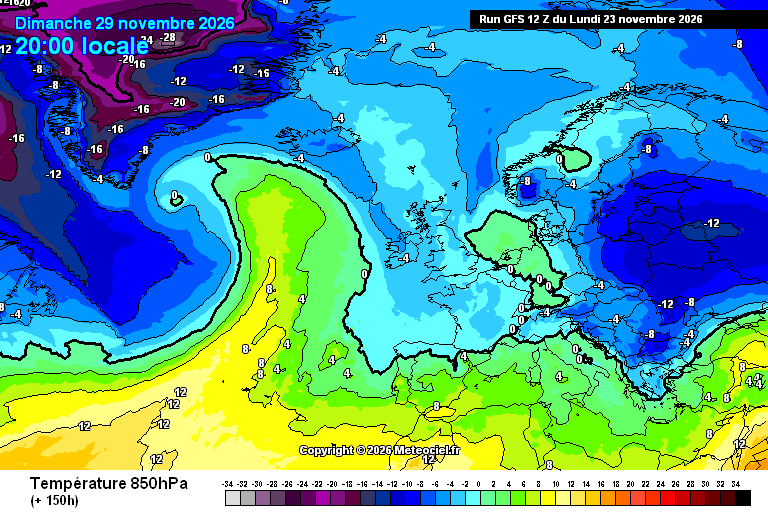 Dimanche 29 novembre 2026
20:00 locale
Run GFS 12 Z du Lundi 23 novembre 2026
Copyright © 2026 Meteociel.fr
Température 850hPa
(+ 150h)
-34 -32 -30 -28 -26 -24 -22 -20 -18 -16 -14 -12 -10 -8 -6 -4 -2 0 2 4 6 8 10 12 14 16 18 20 22 24 26 28 30 32 34